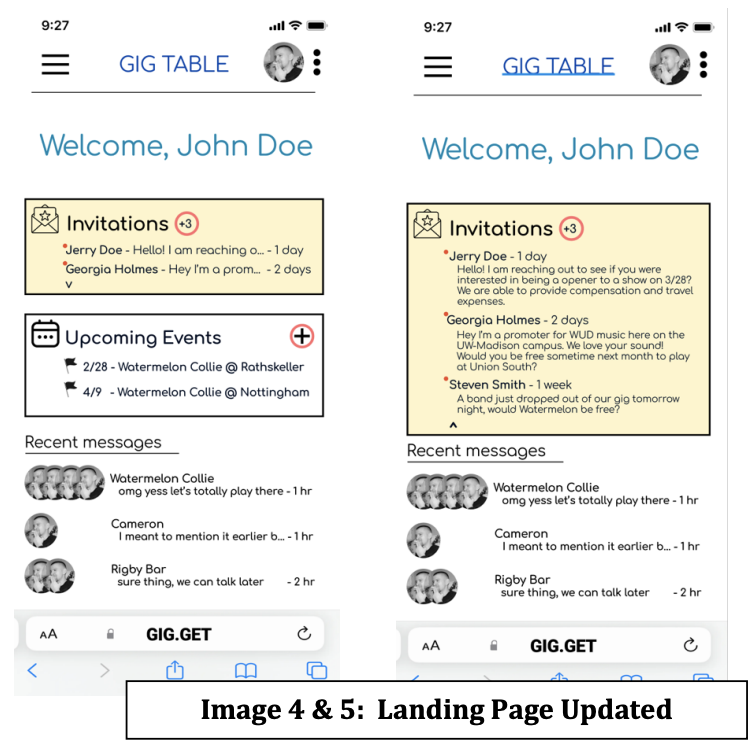 9:27
GIG TABLE
Welcome, John Doe
Invitations +3
Jerry Doe - Hello! I am reaching o... - 1 day
Georgia Holmes - Hey I'm a prom... - 2 days
Upcoming Events
2/28 - Watermelon Collie @ Rathskeller
4/9 - Watermelon Collie @ Nottingham
Recent messages
Watermelon Collie
omg yess let's totally play there - 1 hr
Cameron
I meant to mention it earlier b... - 1 hr
Rigby Bar
sure thing, we can talk later - 2 hr
AA GIG.GET
9:27
GIG TABLE
Welcome, John Doe
Invitations +3
Jerry Doe - 1 day
Hello! I am reaching out to see if you were
interested in being a opener to a show on 3/28?
We are able to provide compensation and travel
expenses.
Georgia Holmes - 2 days
Hey I'm a promoter for WUD music here on the
UW-Madison campus. We love your sound!
Would you be free sometime next month to play
at Union South?
Steven Smith - 1 week
A band just dropped out of our gig tomorrow
night, would Watermelon be free?
Recent messages
Watermelon Collie
omg yess let's totally play there - 1 hr
Cameron
I meant to mention it earlier b... - 1 hr
Rigby Bar
sure thing, we can talk later - 2 hr
AA GIG.GET
Image 4 & 5: Landing Page Updated